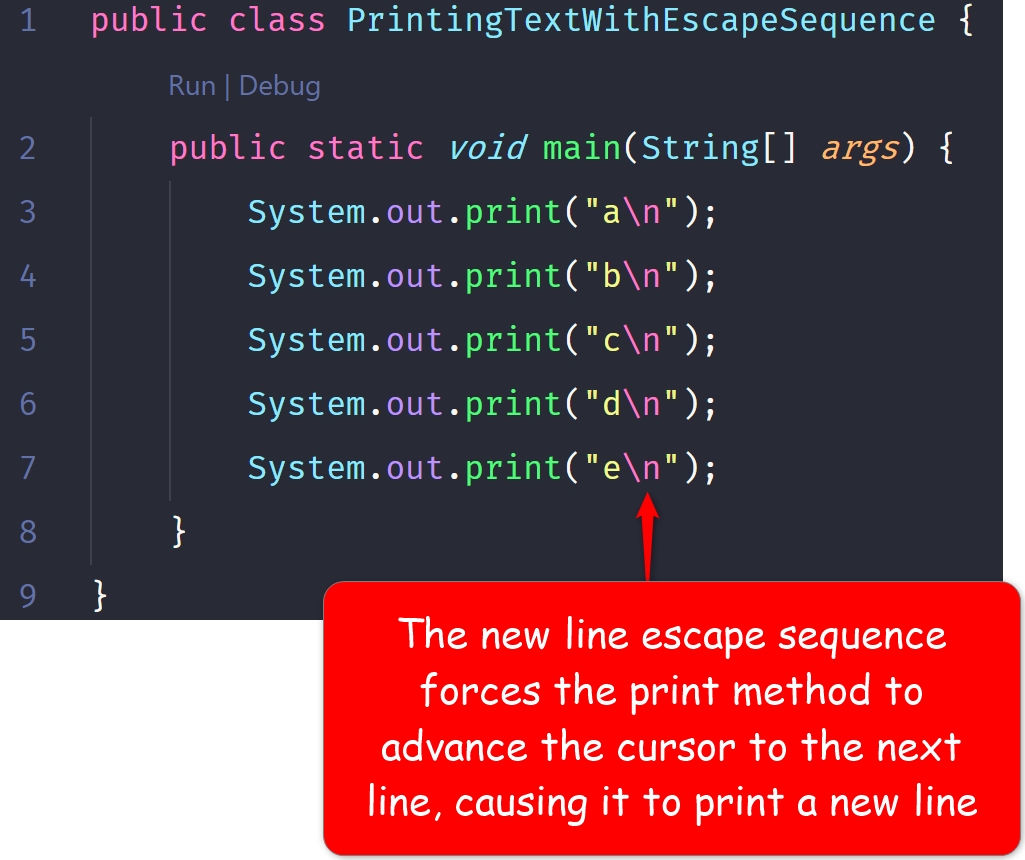 1 public class PrintingTextWithEscapeSequence {
Run | Debug
2 public static void main(String[] args) {
3 System.out.print("a\n");
4 System.out.print("b\n");
5 System.out.print("c\n");
6 System.out.print("d\n");
7 System.out.print("e\n");
8 }
9 }
The new line escape sequence
forces the print method to
advance the cursor to the next
line, causing it to print a new line